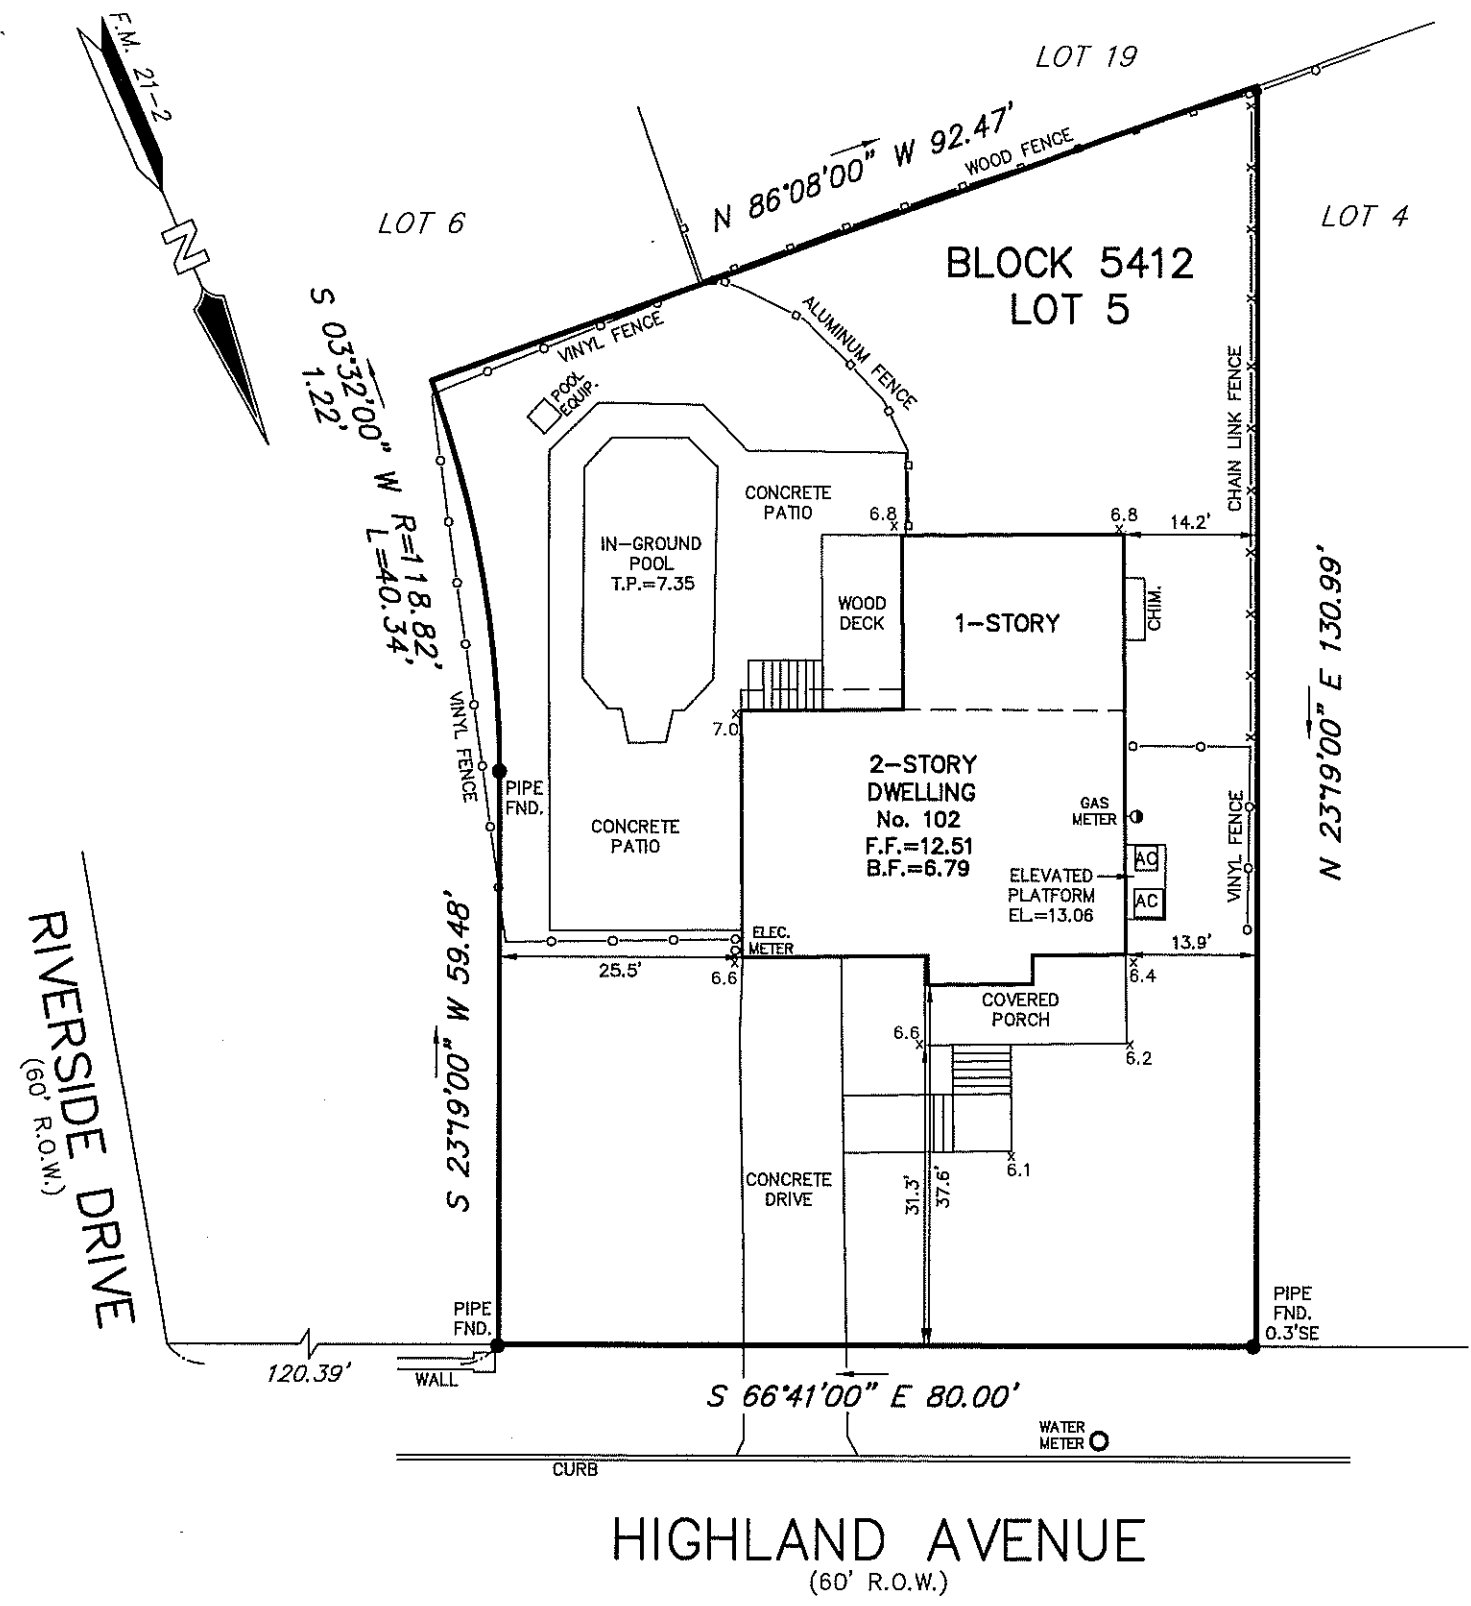 F.M. 21-2
N
LOT 19
LOT 6
LOT 4
N 86°08'00" W 92.47'
WOOD FENCE
BLOCK 5412
LOT 5
S 03°32'00" W
1.22'
R=118.82'
L=40.34'
VINYL FENCE
ALUMINUM FENCE
POOL
EQUIP.
CHAIN LINK FENCE
CONCRETE
PATIO
6.8
6.8
14.2'
IN-GROUND
POOL
T.P.=7.35
WOOD
DECK
1-STORY
CHIM.
N 23°19'00" E 130.99'
VINYL FENCE
7.0
PIPE
FND.
2-STORY
DWELLING
No. 102
F.F.=12.51
B.F.=6.79
GAS
METER
CONCRETE
PATIO
AC
AC
ELEVATED
PLATFORM
EL.=13.06
VINYL FENCE
ELEC.
METER
25.5'
6.6
13.9'
6.4
COVERED
PORCH
6.6
6.2
6.1
S 23°19'00" W 59.48'
RIVERSIDE DRIVE
(60' R.O.W.)
CONCRETE
DRIVE
31.3'
37.6'
PIPE
FND.
PIPE
FND.
0.3'SE
120.39'
WALL
S 66°41'00" E 80.00'
WATER
METER
CURB
HIGHLAND AVENUE
(60' R.O.W.)